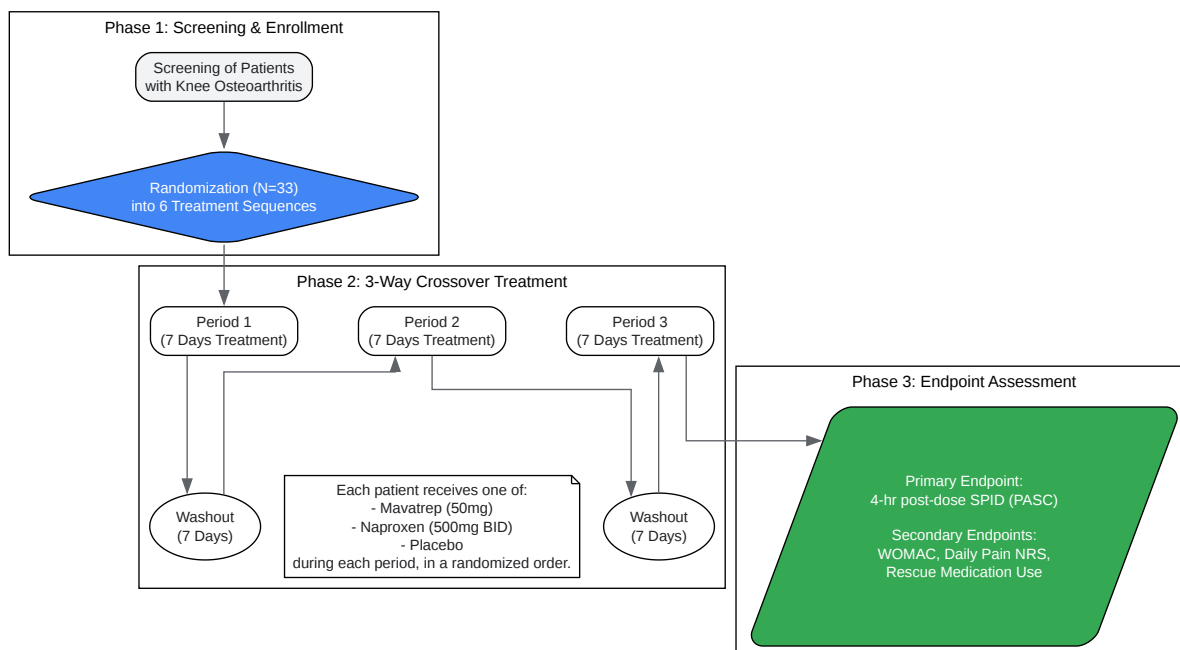 Phase 1: Screening & Enrollment
Screening of Patients
with Knee Osteoarthritis
Randomization (N=33)
into 6 Treatment Sequences
Phase 2: 3-Way Crossover Treatment
Period 1
(7 Days Treatment)
Period 2
(7 Days Treatment)
Period 3
(7 Days Treatment)
Washout
(7 Days)
Each patient receives one of:
- Mavatrep (50mg)
- Naproxen (500mg BID)
- Placebo
during each period, in a randomized order.
Washout
(7 Days)
Phase 3: Endpoint Assessment
Primary Endpoint:
4-hr post-dose SPID (PASC)
Secondary Endpoints:
WOMAC, Daily Pain NRS,
Rescue Medication Use